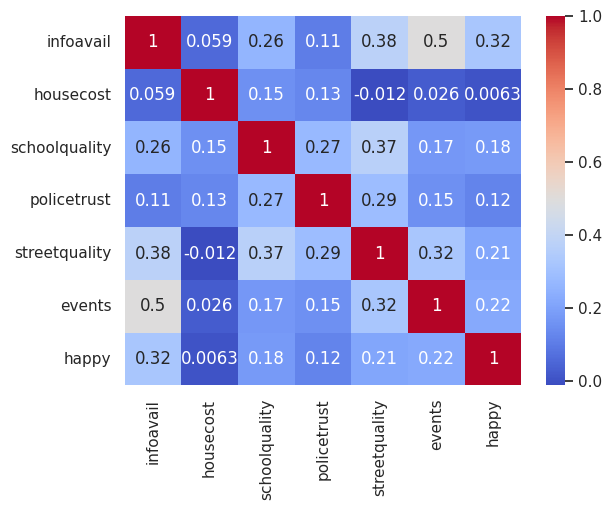 infoavail 1 0.059 0.26 0.11 0.38 0.5 0.32
housecost 0.059 1 0.15 0.13 -0.012 0.026 0.0063
schoolquality 0.26 0.15 1 0.27 0.37 0.17 0.18
policetrust 0.11 0.13 0.27 1 0.29 0.15 0.12
streetquality 0.38 -0.012 0.37 0.29 1 0.32 0.21
events 0.5 0.026 0.17 0.15 0.32 1 0.22
happy 0.32 0.0063 0.18 0.12 0.21 0.22 1
infoavail
housecost
schoolquality
policetrust
streetquality
events
happy
1.0
0.8
0.6
0.4
0.2
0.0